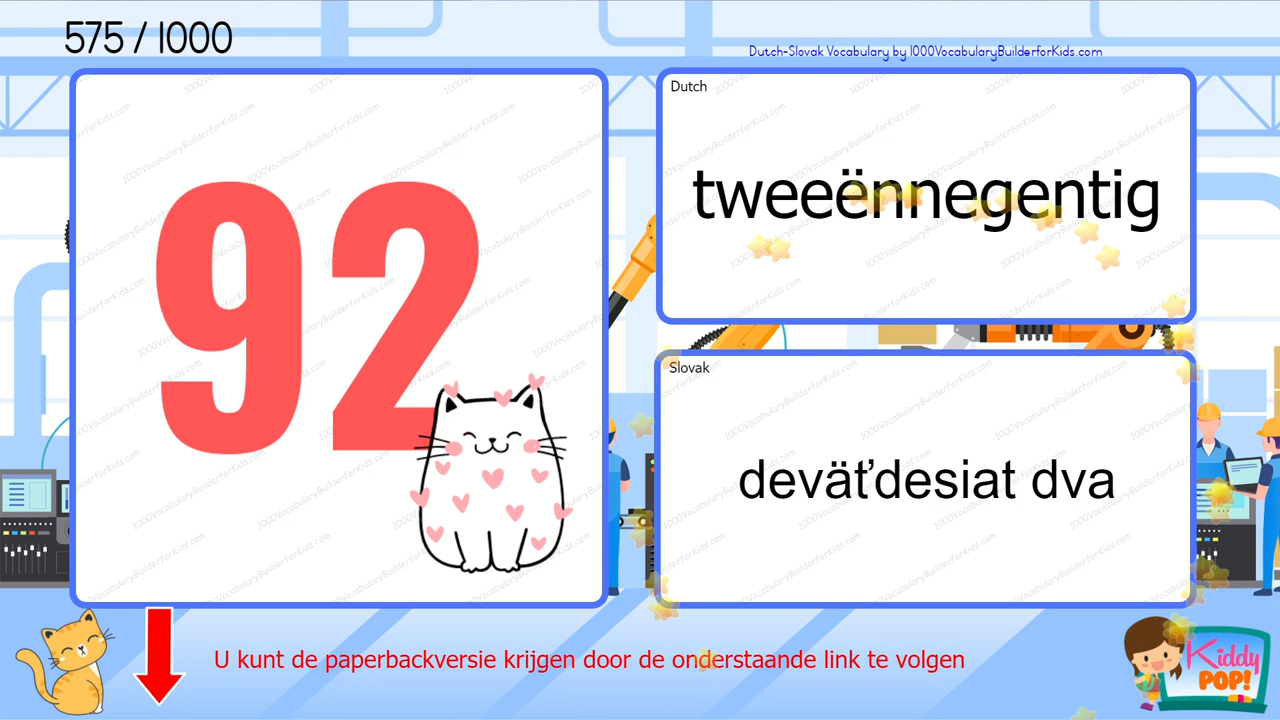 575 / 1000
Dutch-Slovak Vocabulary by 1000VocabularyBuilderforKids.com
92
Dutch
tweeënnegentig
Slovak
deväťdesiat dva
U kunt de paperbackversie krijgen door de onderstaande link te volgen
Kiddy
POP!